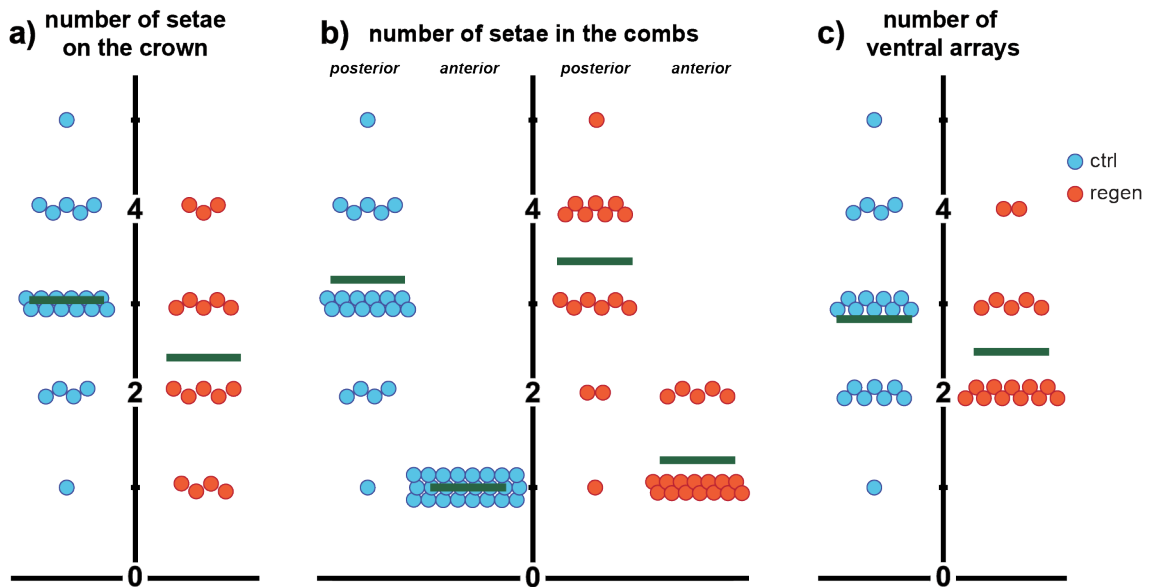 a) number of setae
on the crown
b) number of setae in the combs
posterior anterior posterior anterior
c) number of
ventral arrays
ctrl
regen
4 4 4
2 2 2
0 0 0